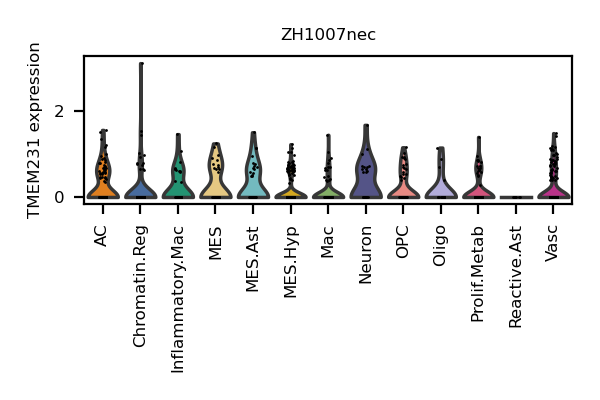 ZH1007nec
TMEM231 expression
2
0
AC
Chromatin.Reg
Inflammatory.Mac
MES
MES.Ast
MES.Hyp
Mac
Neuron
OPC
Oligo
Prolif.Metab
Reactive.Ast
Vasc